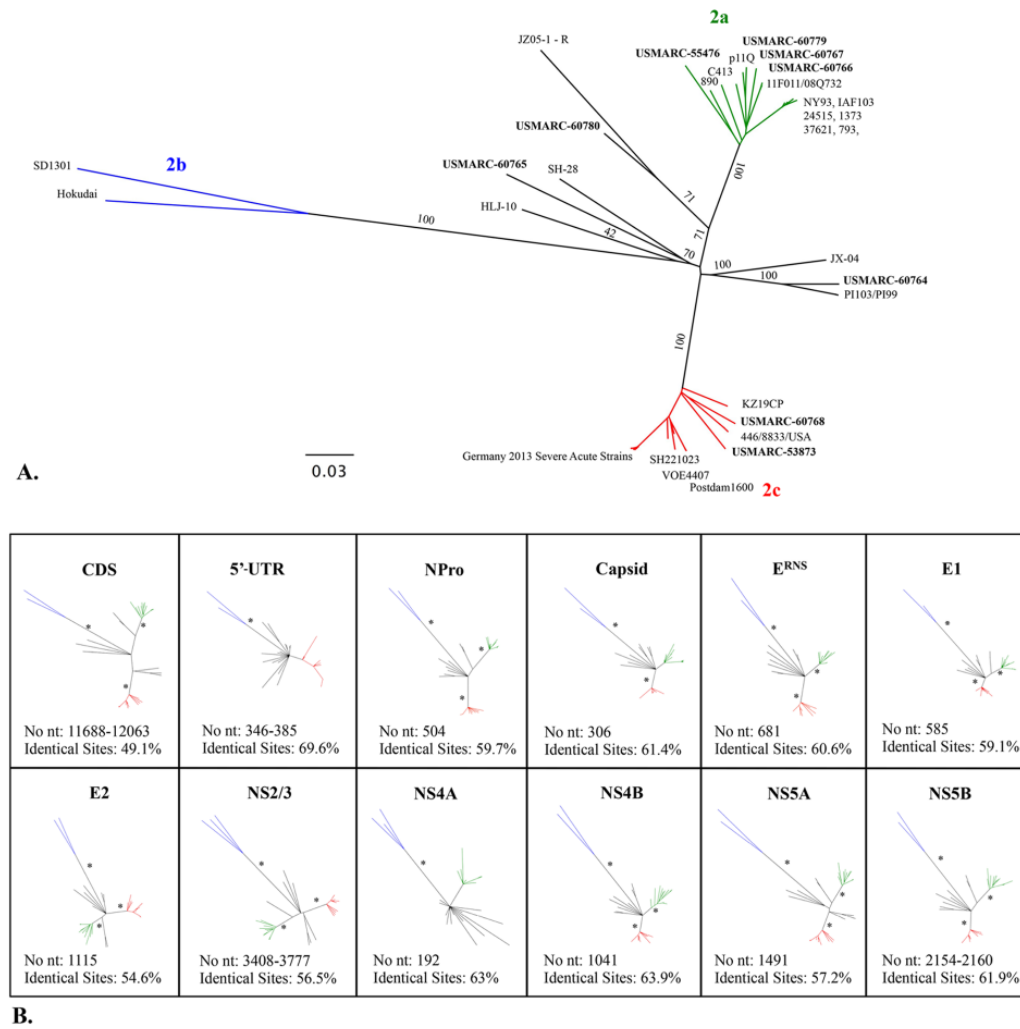 2a
JZ05-1 - R
USMARC-60779
USMARC-55476
p11Q
USMARC-60767
C413
USMARC-60766
890
11F011/08Q732
NY93, IAF103
24515, 1373
37621, 793,
USMARC-60780
SD1301
2b
USMARC-60765
SH-28
100
Hokudai
HLJ-10
71
100
42
71
70
100
JX-04
100
USMARC-60764
PI103/PI99
100
KZ19CP
USMARC-60768
446/8833/USA
USMARC-53873
Germany 2013 Severe Acute Strains
SH221023
VOE4407
Postdam1600
2c
A.
0.03
CDS
No nt: 11688-12063
Identical Sites: 49.1%
5'-UTR
No nt: 346-385
Identical Sites: 69.6%
NPro
No nt: 504
Identical Sites: 59.7%
Capsid
No nt: 306
Identical Sites: 61.4%
E^RNS
No nt: 681
Identical Sites: 60.6%
E1
No nt: 585
Identical Sites: 59.1%
E2
No nt: 1115
Identical Sites: 54.6%
NS2/3
No nt: 3408-3777
Identical Sites: 56.5%
NS4A
No nt: 192
Identical Sites: 63%
NS4B
No nt: 1041
Identical Sites: 63.9%
NS5A
No nt: 1491
Identical Sites: 57.2%
NS5B
No nt: 2154-2160
Identical Sites: 61.9%
B.